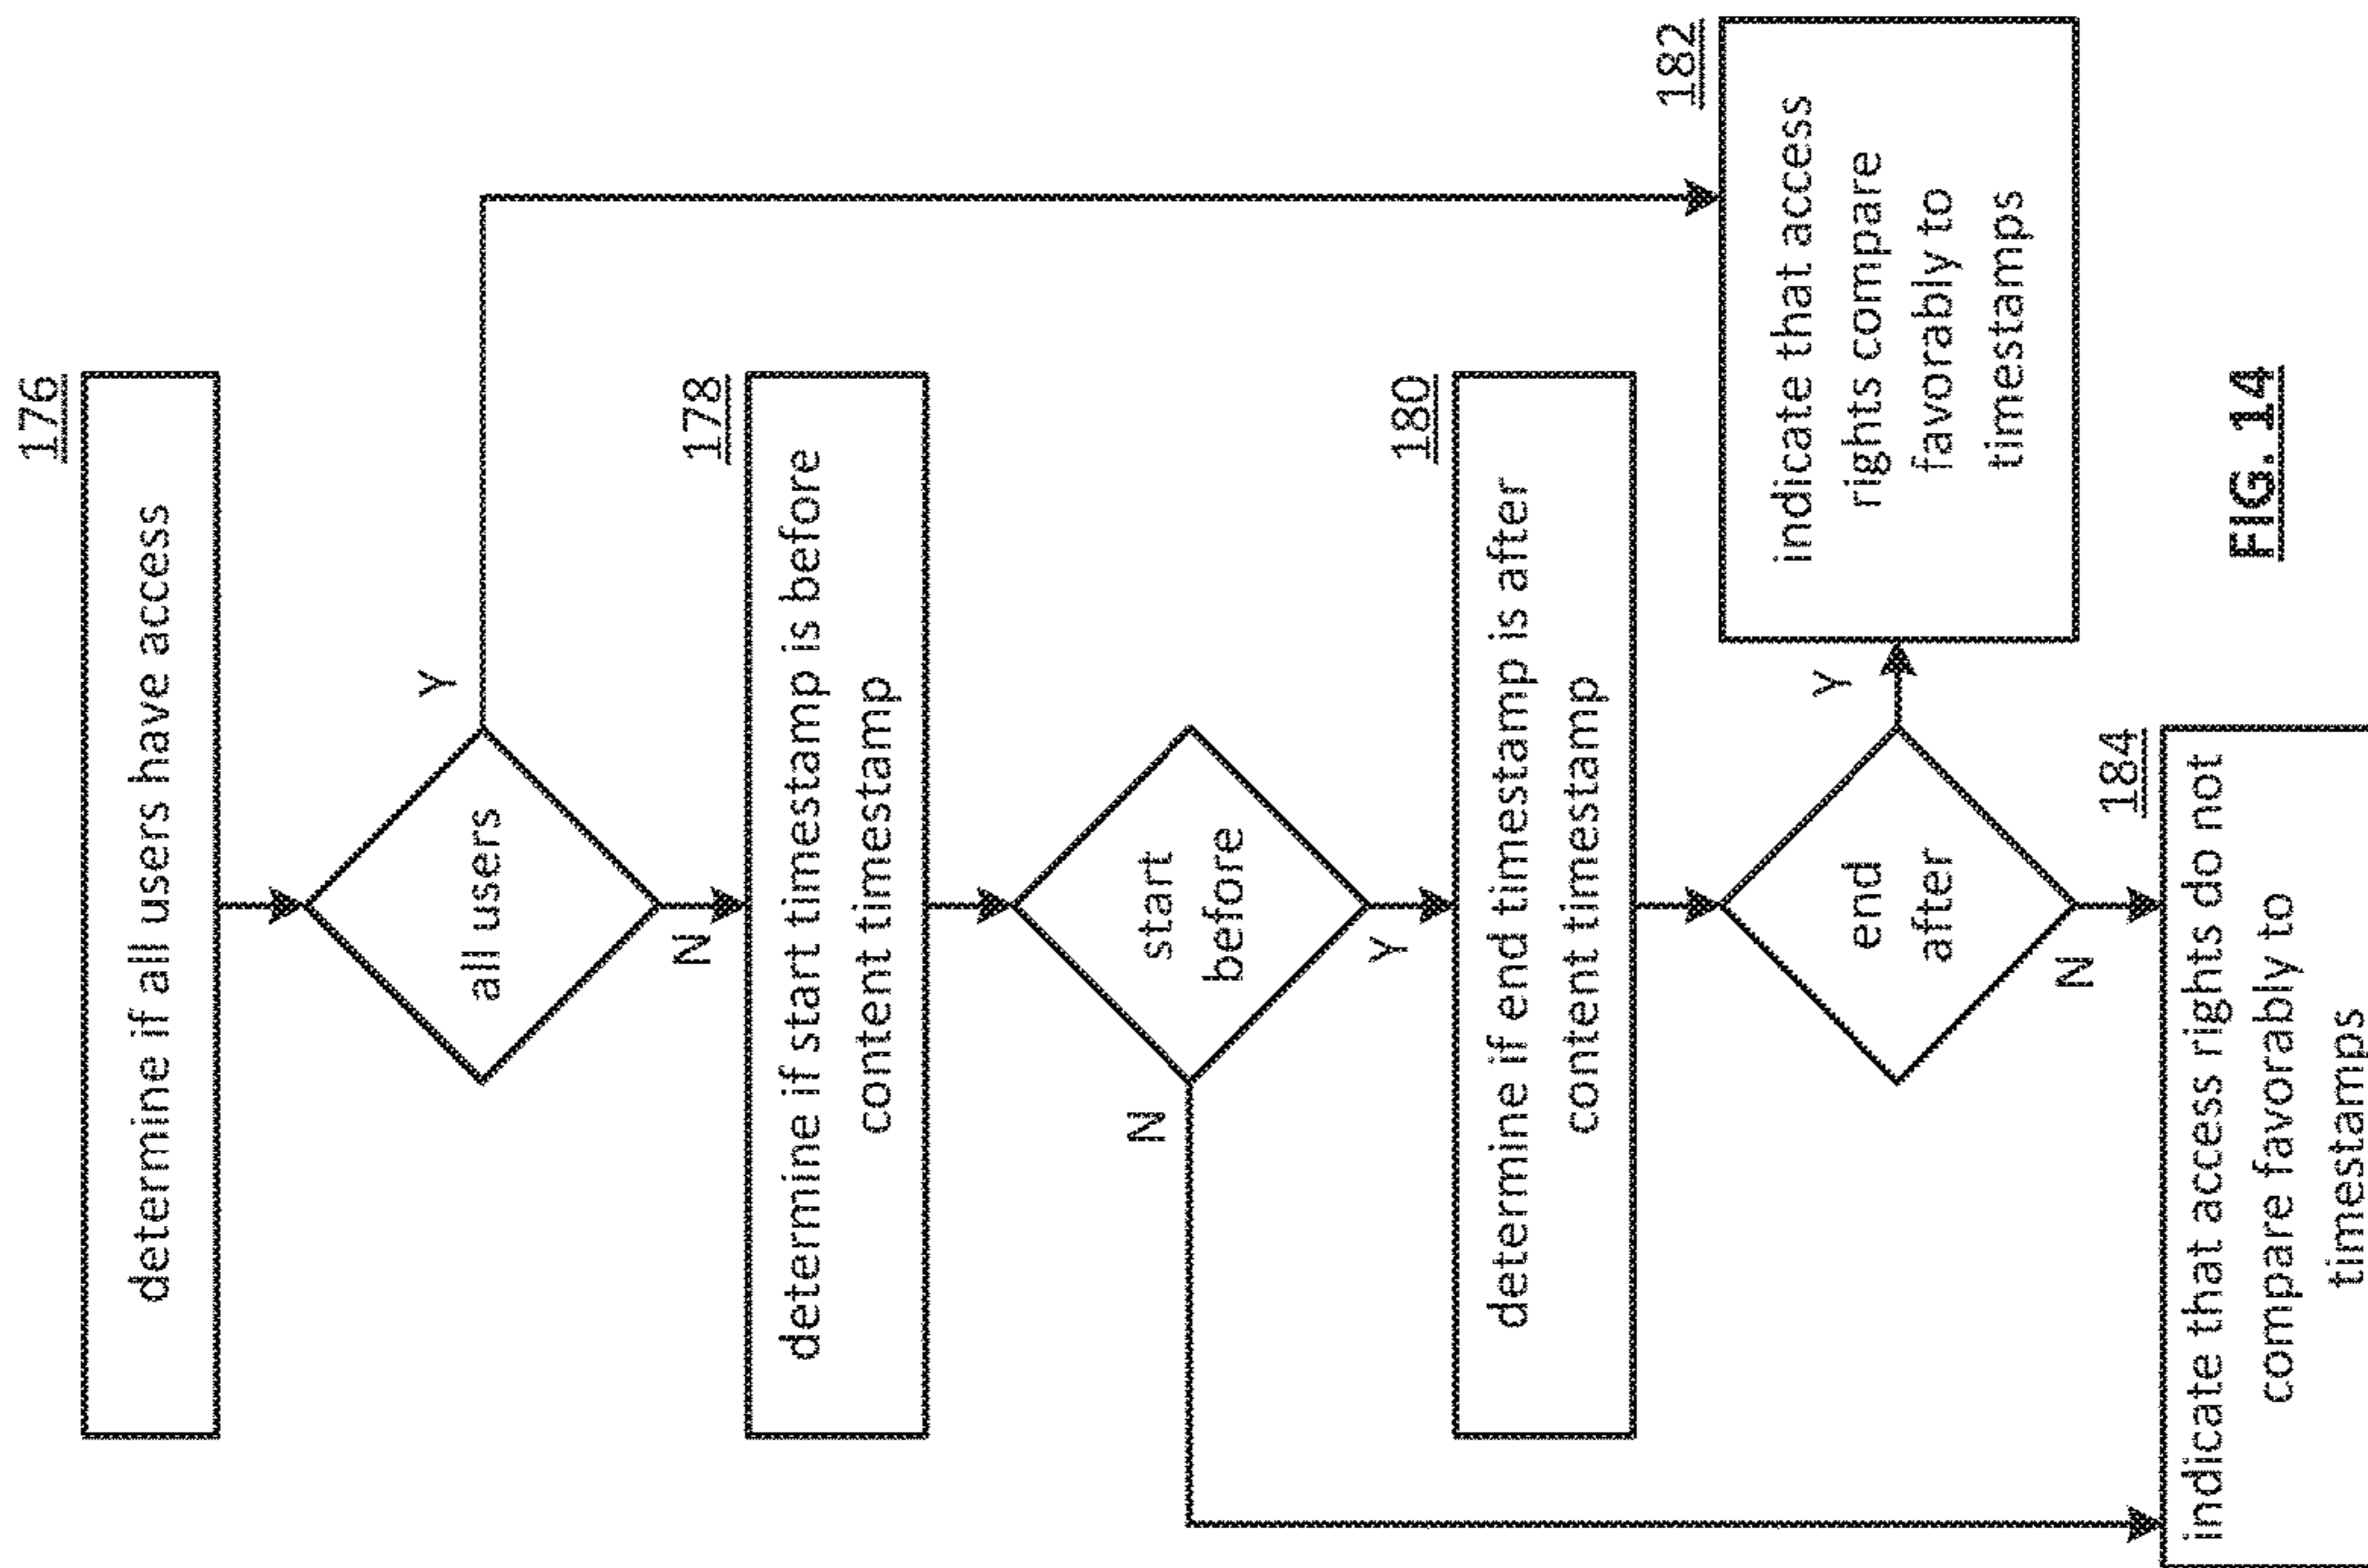 176
determine if all users have access
all users
Y
N
178
determine if start timestamp is before
content timestamp
start
before
N
Y
180
determine if end timestamp is after
content timestamp
end
after
Y
N
182
indicate that access
rights compare
favorably to
timestamps
184
indicate that access rights do not
compare favorably to
timestamps
FIG. 14